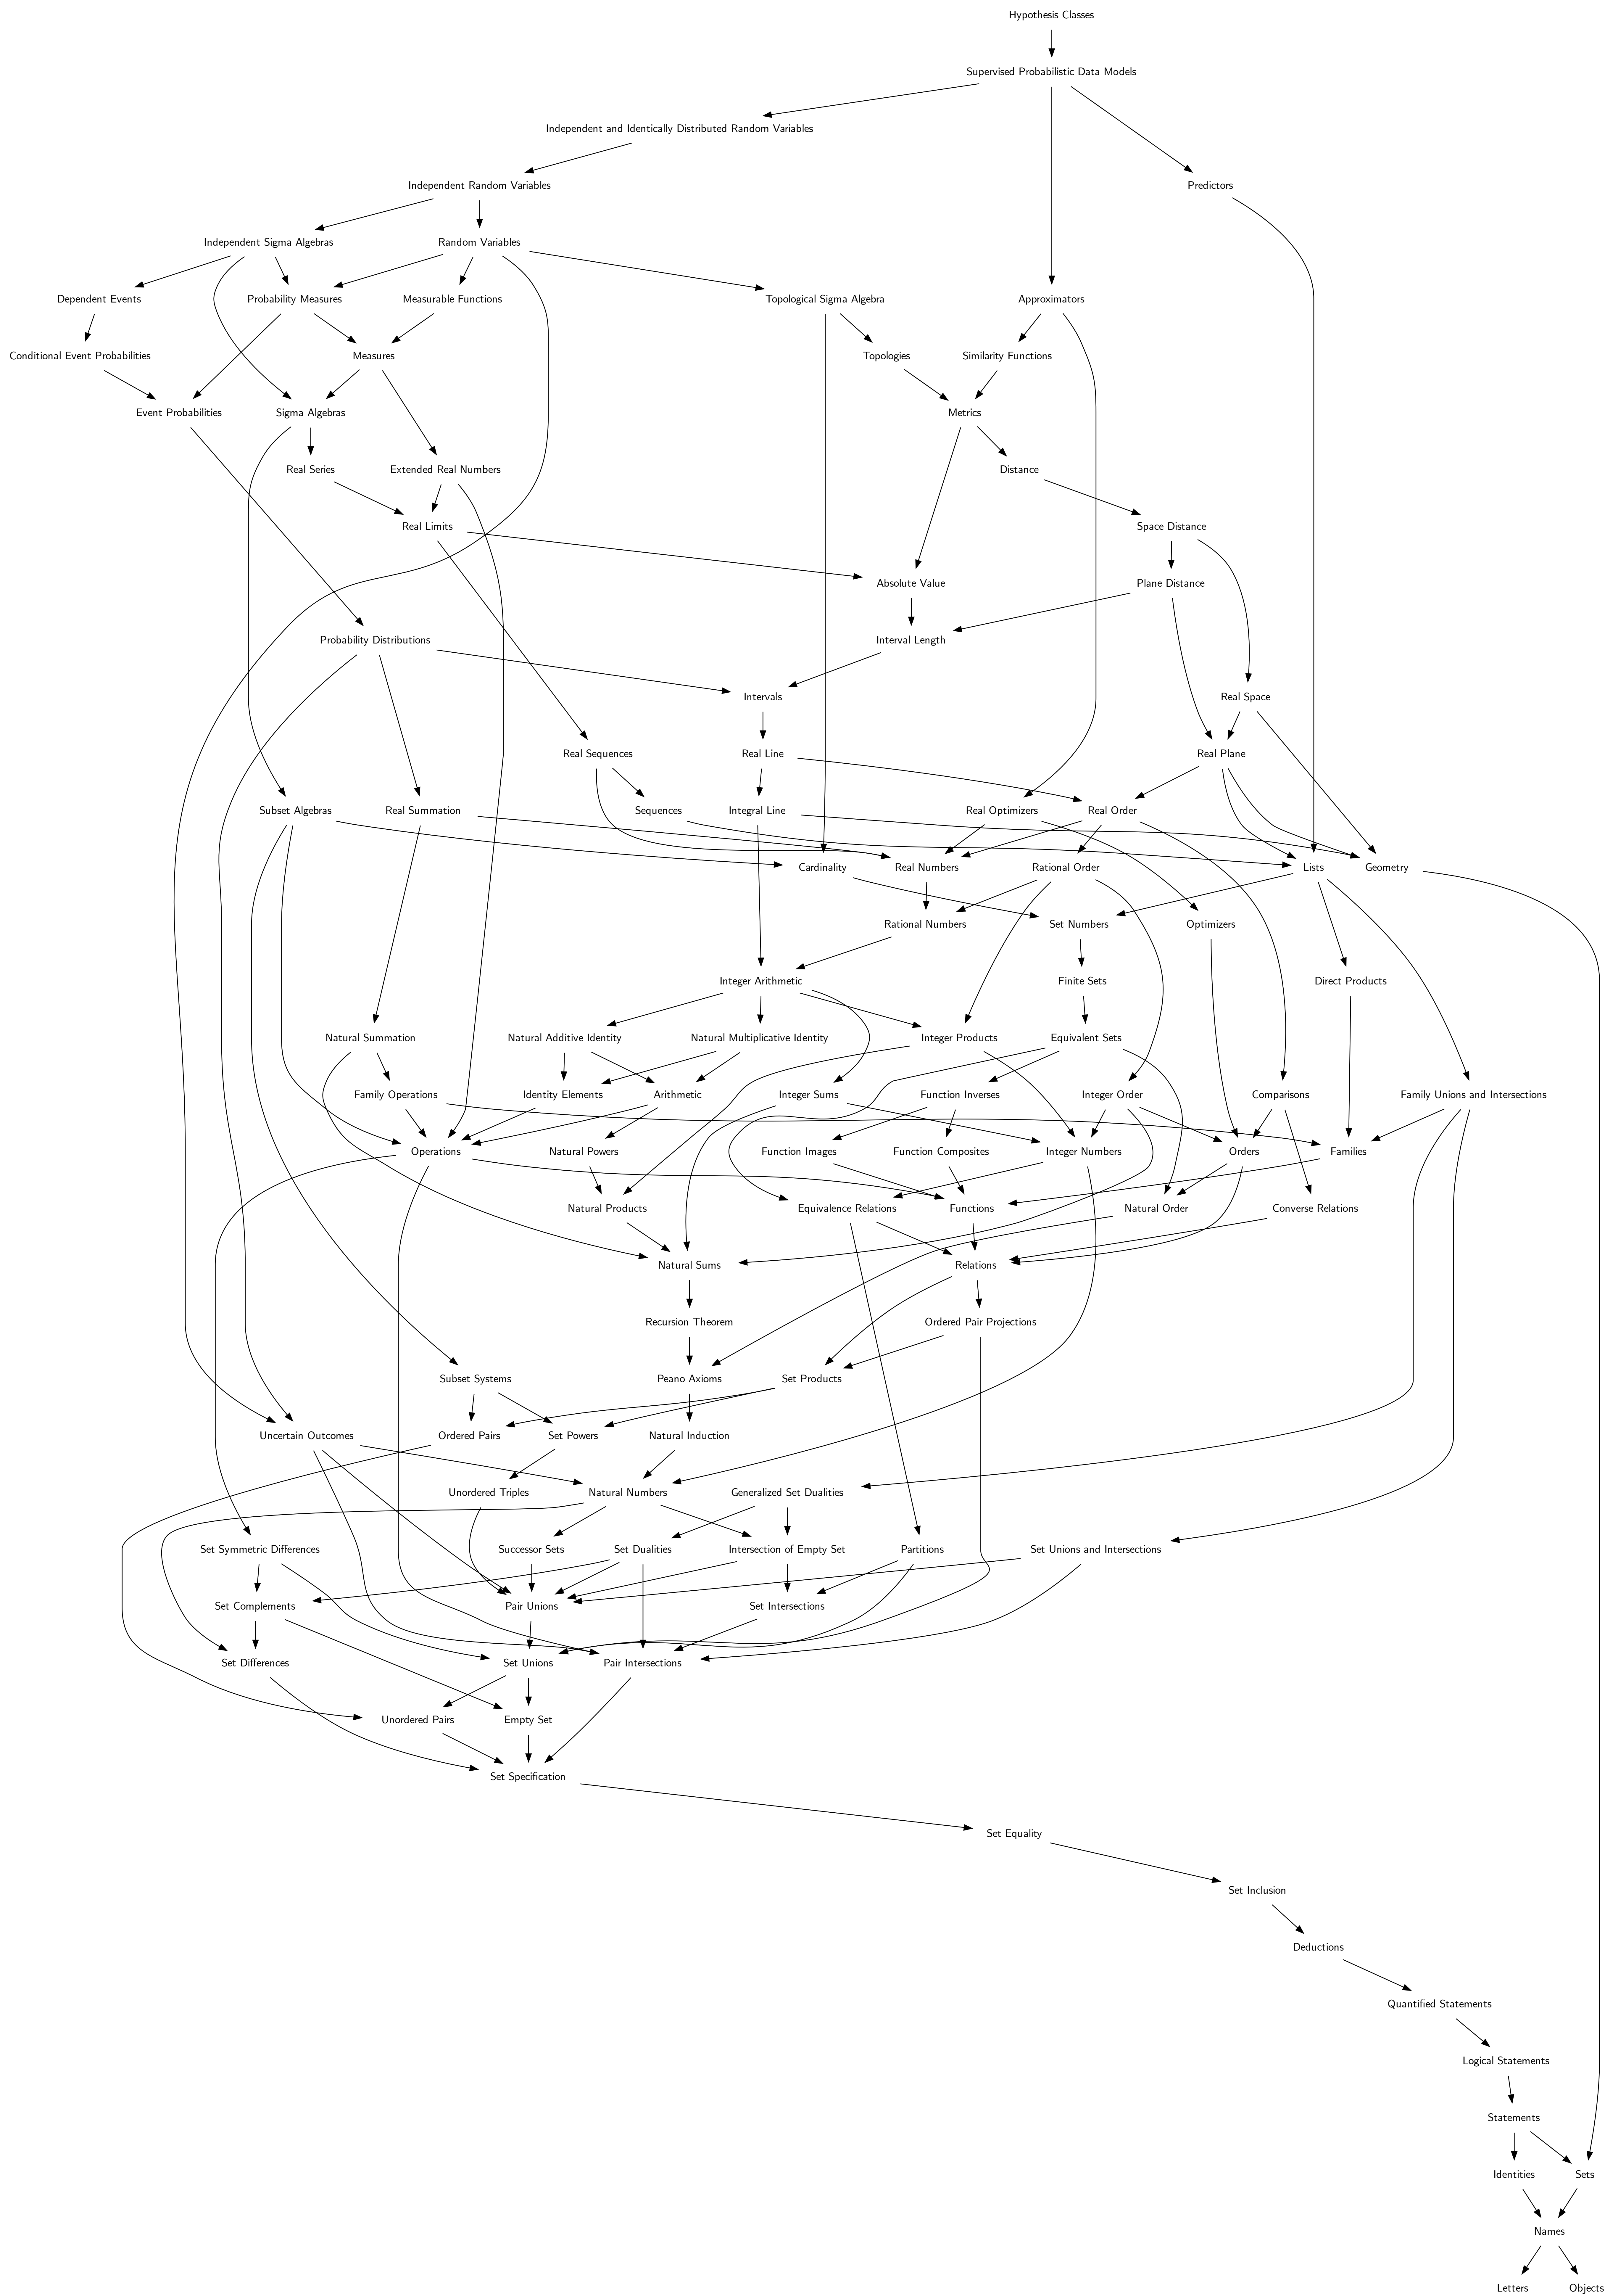 Hypothesis Classes
Supervised Probabilistic Data Models
Independent and Identically Distributed Random Variables
Independent Random Variables
Predictors
Independent Sigma Algebras
Random Variables
Dependent Events
Probability Measures
Measurable Functions
Topological Sigma Algebra
Approximators
Conditional Event Probabilities
Measures
Topologies
Similarity Functions
Event Probabilities
Sigma Algebras
Metrics
Real Series
Extended Real Numbers
Distance
Real Limits
Space Distance
Absolute Value
Plane Distance
Probability Distributions
Interval Length
Intervals
Real Space
Real Sequences
Real Line
Real Plane
Subset Algebras
Real Summation
Sequences
Integral Line
Real Optimizers
Real Order
Cardinality
Real Numbers
Rational Order
Lists
Geometry
Rational Numbers
Set Numbers
Optimizers
Integer Arithmetic
Finite Sets
Direct Products
Natural Summation
Natural Additive Identity
Natural Multiplicative Identity
Integer Products
Equivalent Sets
Family Operations
Identity Elements
Arithmetic
Integer Sums
Function Inverses
Integer Order
Comparisons
Family Unions and Intersections
Operations
Natural Powers
Function Images
Function Composites
Integer Numbers
Orders
Families
Natural Products
Equivalence Relations
Functions
Natural Order
Converse Relations
Natural Sums
Relations
Recursion Theorem
Ordered Pair Projections
Subset Systems
Peano Axioms
Set Products
Uncertain Outcomes
Ordered Pairs
Set Powers
Natural Induction
Unordered Triples
Natural Numbers
Generalized Set Dualities
Set Symmetric Differences
Successor Sets
Set Dualities
Intersection of Empty Set
Partitions
Set Unions and Intersections
Set Complements
Pair Unions
Set Intersections
Set Differences
Set Unions
Pair Intersections
Unordered Pairs
Empty Set
Set Specification
Set Equality
Set Inclusion
Deductions
Quantified Statements
Logical Statements
Statements
Identities
Sets
Names
Letters
Objects